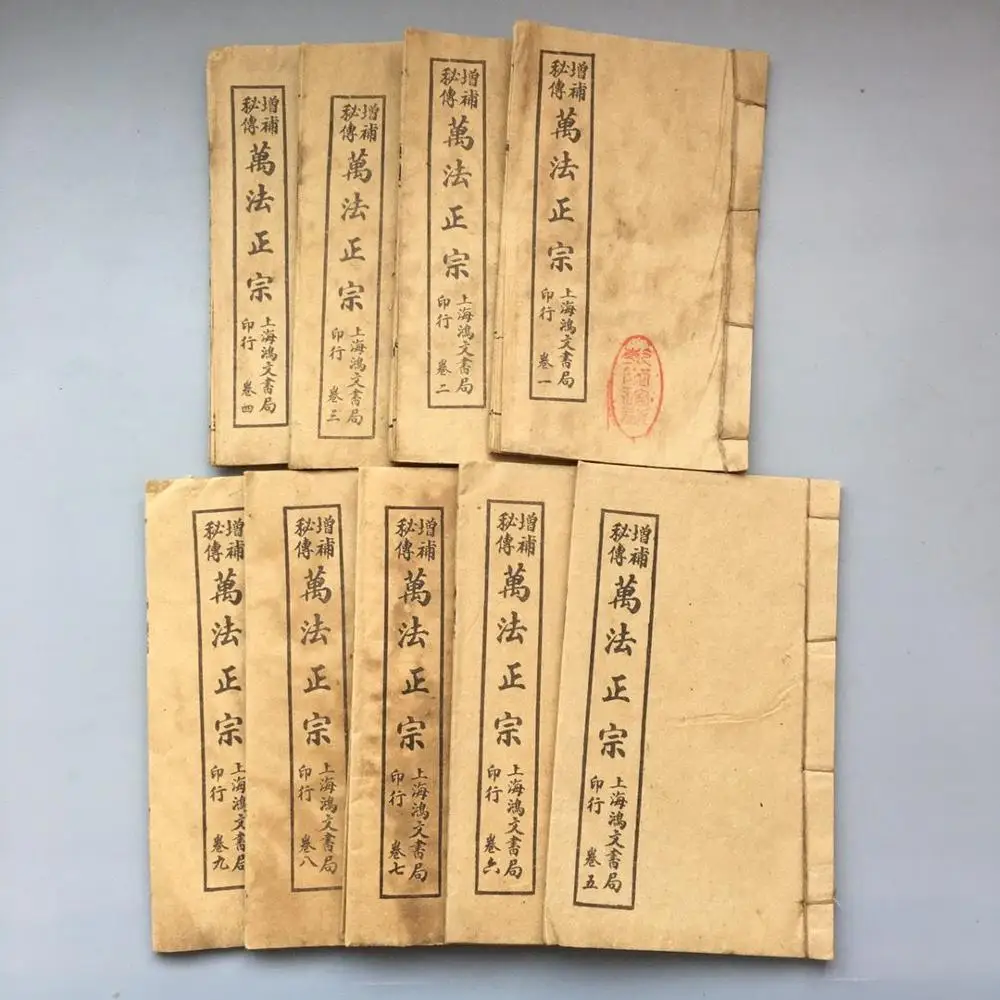 增補
秘傳
萬法正宗
上海鴻文書局
印行
卷一
增補
秘傳
萬法正宗
上海鴻文書局
印行
卷二
增補
秘傳
萬法正宗
上海鴻文書局
印行
卷三
增補
秘傳
萬法正宗
上海鴻文書局
印行
卷四
增補
秘傳
萬法正宗
上海鴻文書局
印行
卷五
增補
秘傳
萬法正宗
上海鴻文書局
印行
卷六
增補
秘傳
萬法正宗
上海鴻文書局
印行
卷七
增補
秘傳
萬法正宗
上海鴻文書局
印行
卷八
增補
秘傳
萬法正宗
上海鴻文書局
印行
卷九